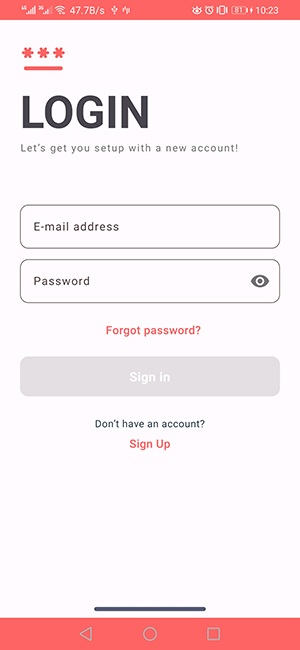 47.7B/s 81 10:23
***
LOGIN
Let's get you setup with a new account!
E-mail address
Password
Forgot password?
Sign in
Don't have an account?
Sign Up